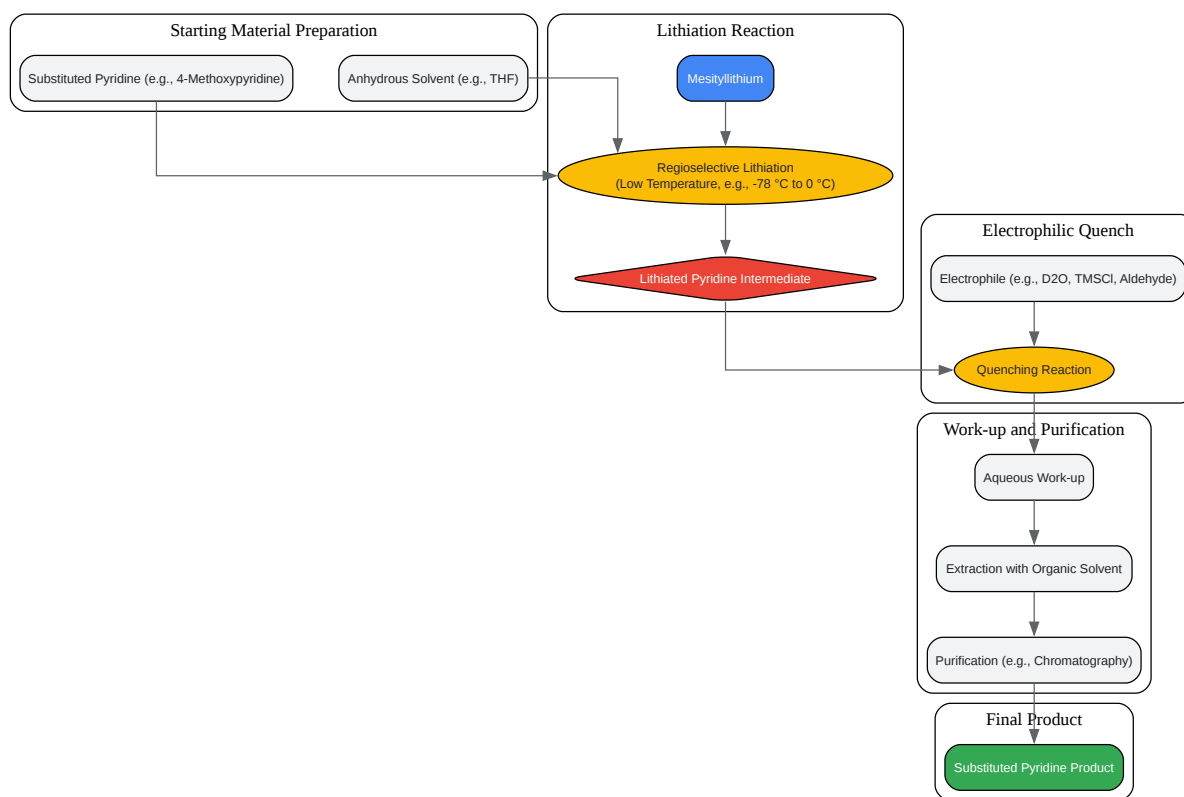 Starting Material Preparation
Substituted Pyridine (e.g., 4-Methoxypyridine)
Anhydrous Solvent (e.g., THF)
Lithiation Reaction
Mesityllithium
Regioselective Lithiation
(Low Temperature, e.g., -78 °C to 0 °C)
Lithiated Pyridine Intermediate
Electrophilic Quench
Electrophile (e.g., D2O, TMSCl, Aldehyde)
Quenching Reaction
Work-up and Purification
Aqueous Work-up
Extraction with Organic Solvent
Purification (e.g., Chromatography)
Final Product
Substituted Pyridine Product